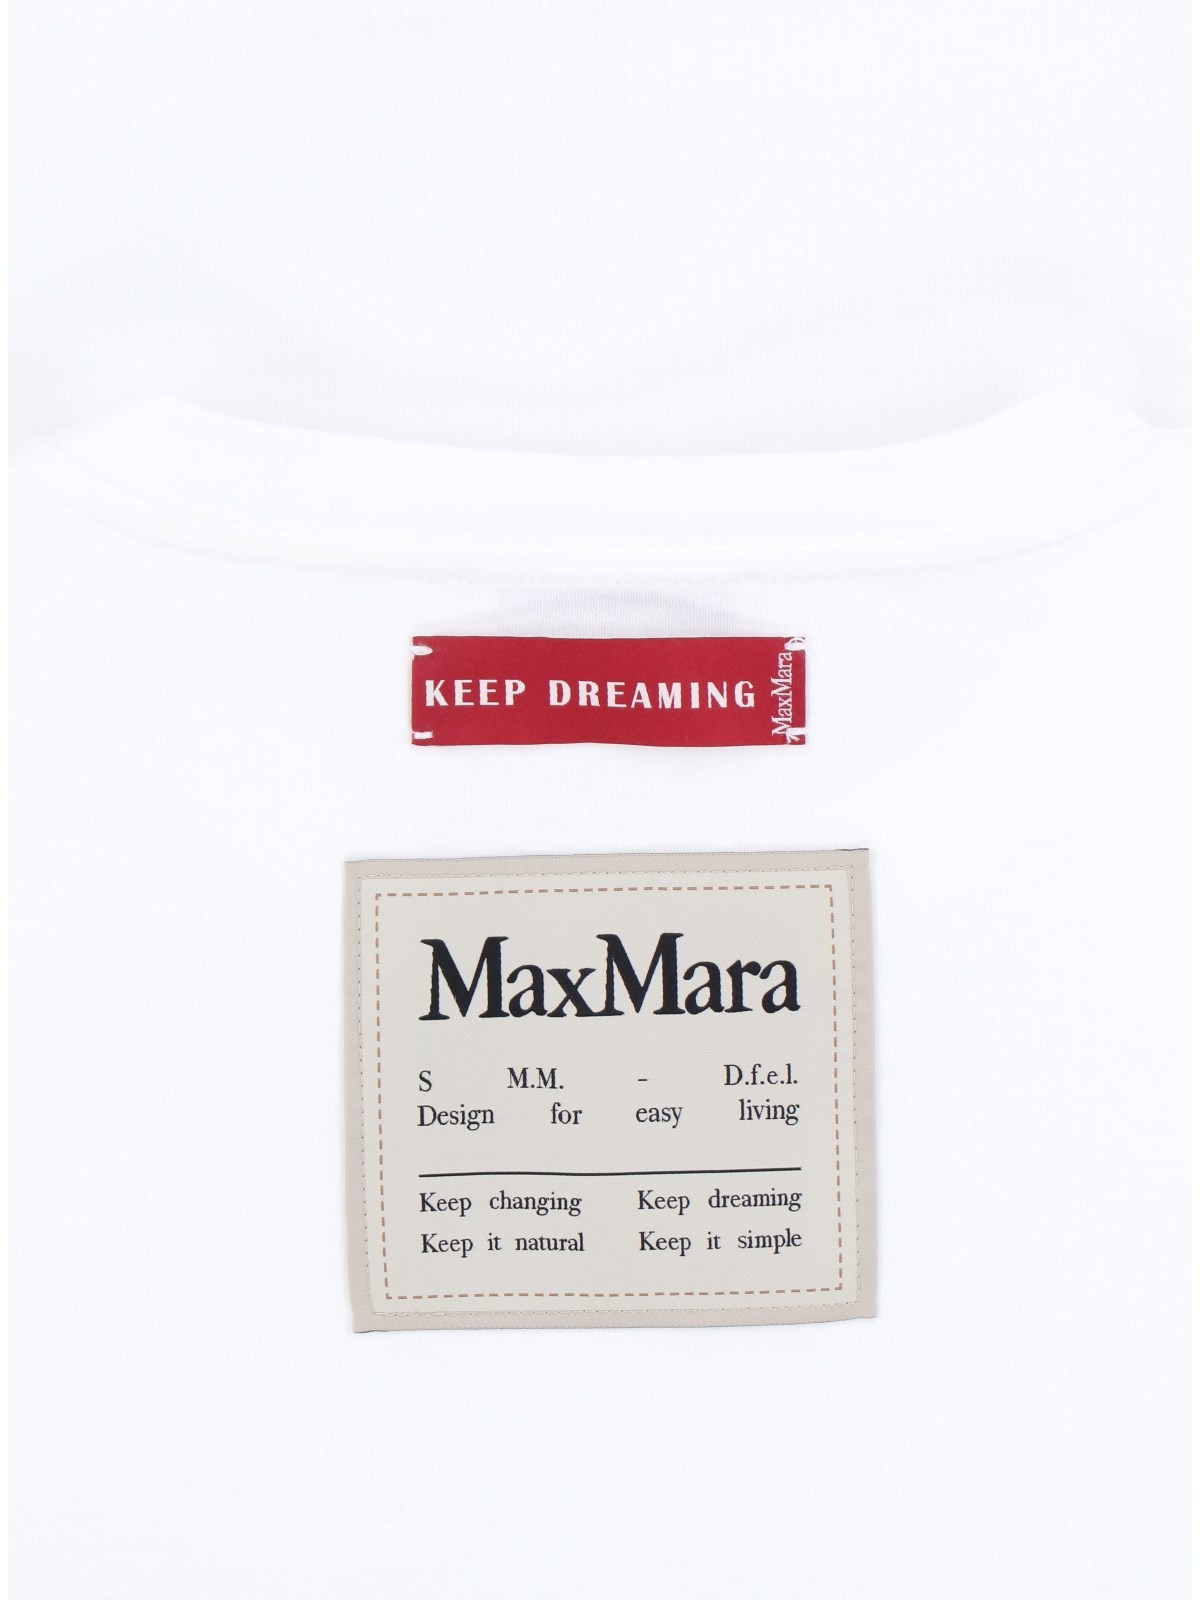 KEEP DREAMING
MaxMara
MaxMara
S M.M. - D.f.e.l.
Design for easy living
Keep changing Keep dreaming
Keep it natural Keep it simple